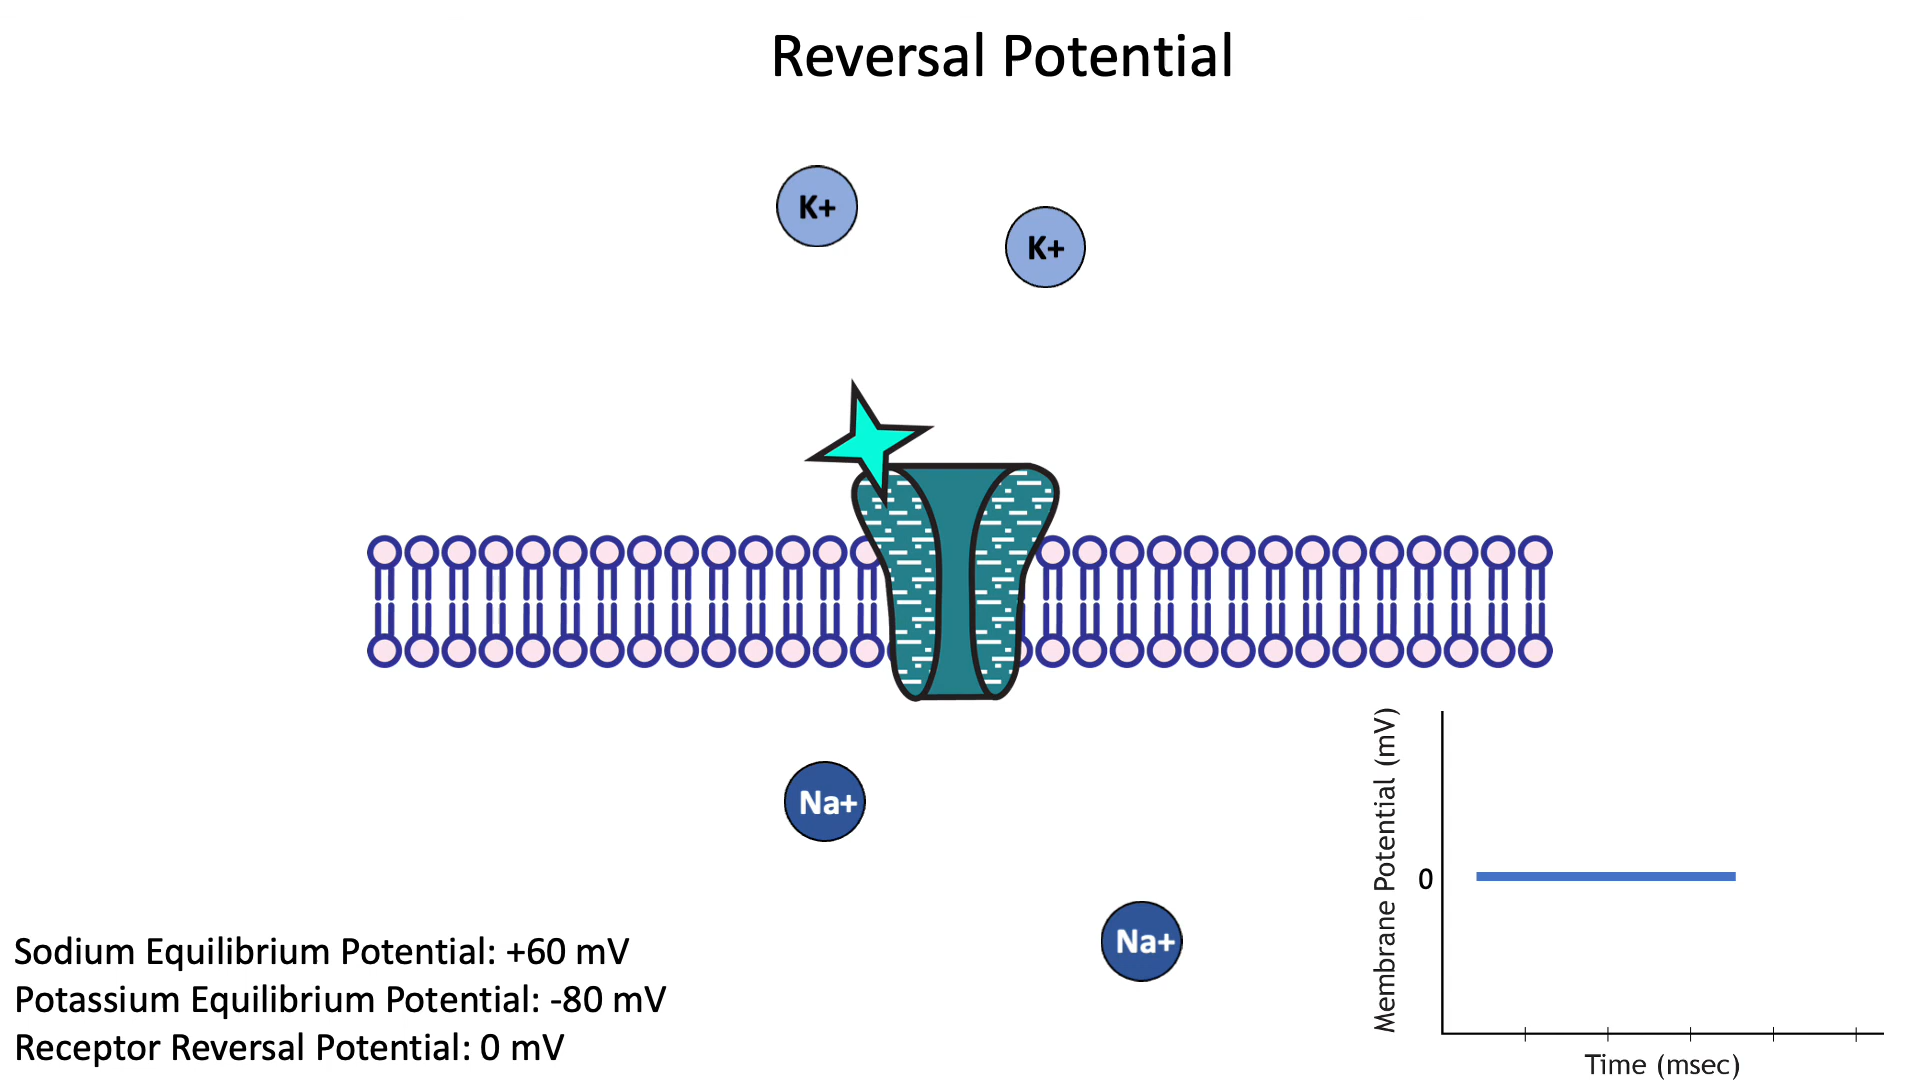 Reversal Potential
K+
K+
Na+
Na+
Sodium Equilibrium Potential: +60 mV
Potassium Equilibrium Potential: -80 mV
Receptor Reversal Potential: 0 mV
Membrane Potential (mV)
0
Time (msec)